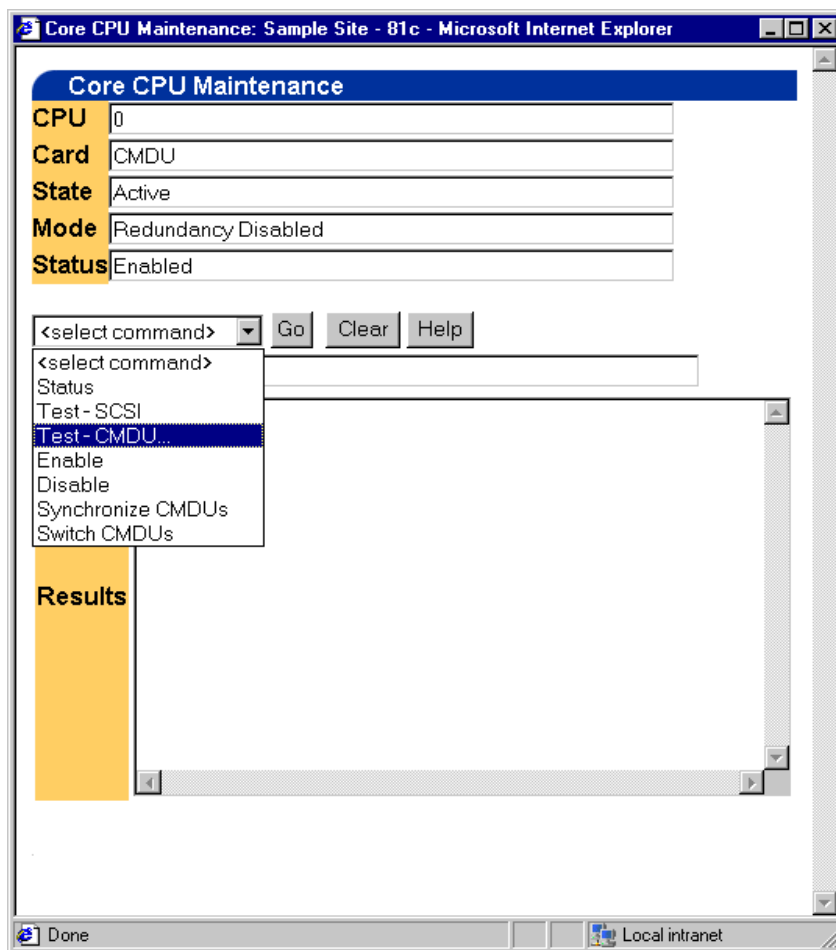 Core CPU Maintenance: Sample Site - 81c - Microsoft Internet Explorer
Core CPU Maintenance
CPU 0
Card CMDU
State Active
Mode Redundancy Disabled
Status Enabled
<select command> Go Clear Help
<select command>
Status
Test - SCSI
Test - CMDU...
Enable
Disable
Synchronize CMDUs
Switch CMDUs
Results
Done Local intranet